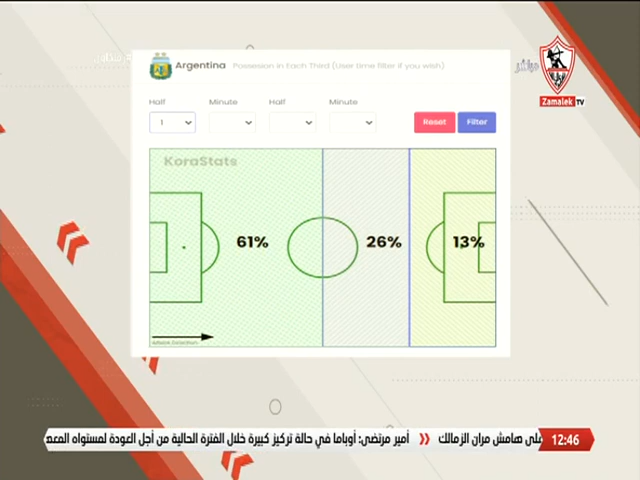 Argentina Possesion in Each Third (User time filter if you wish)
مباشر
Zamalek TV
Half Minute Half Minute
1 Reset Filter
KoraStats
61% 26% 13%
12:46 على هامش مران الزمالك » أمير مرتضى: أوباما في حالة تركيز كبيرة خلال الفترة الحالية من أجل العودة لمستواه المعه